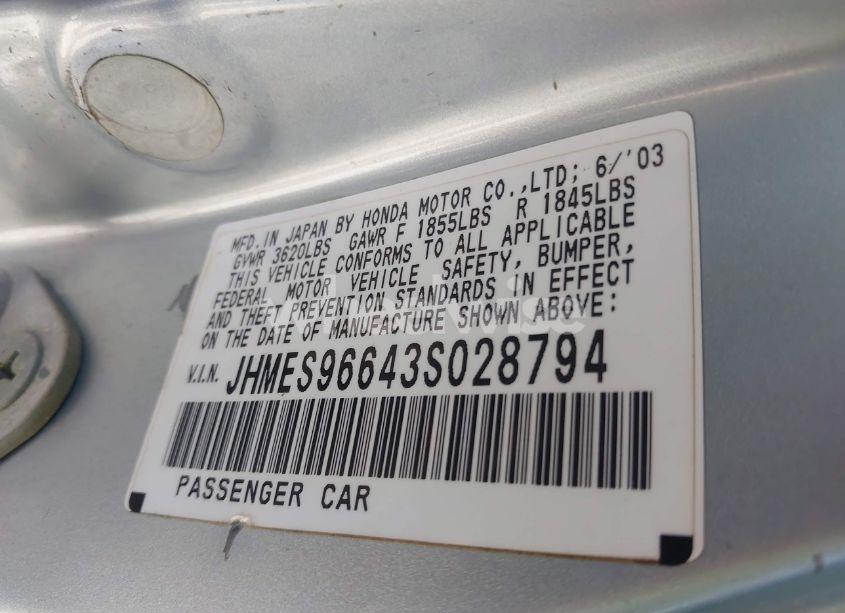 MFD. IN JAPAN BY HONDA MOTOR CO.,LTD; 6/'03
GVWR 3620LBS GAWR F 1855LBS R 1845LBS
THIS VEHICLE CONFORMS TO ALL APPLICABLE
FEDERAL MOTOR VEHICLE SAFETY, BUMPER,
AND THEFT PREVENTION STANDARDS IN EFFECT
ON THE DATE OF MANUFACTURE SHOWN ABOVE:
V.I.N. JHMES96643S028794
PASSENGER CAR